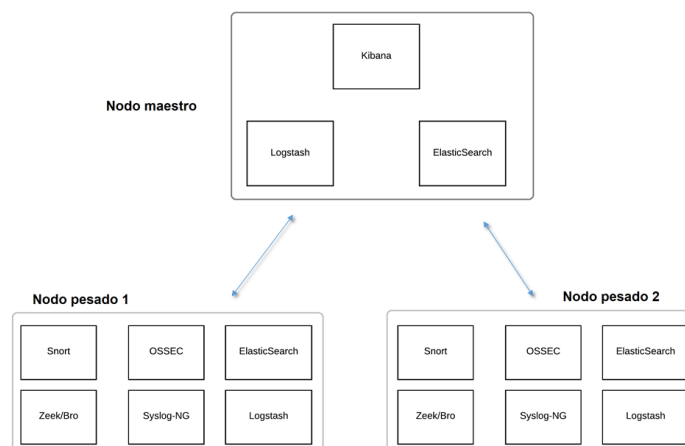 Kibana
Nodo maestro
Logstash
ElasticSearch
Nodo pesado 1
Snort
OSSEC
ElasticSearch
Zeek/Bro
Syslog-NG
Logstash
Nodo pesado 2
Snort
OSSEC
ElasticSearch
Zeek/Bro
Syslog-NG
Logstash